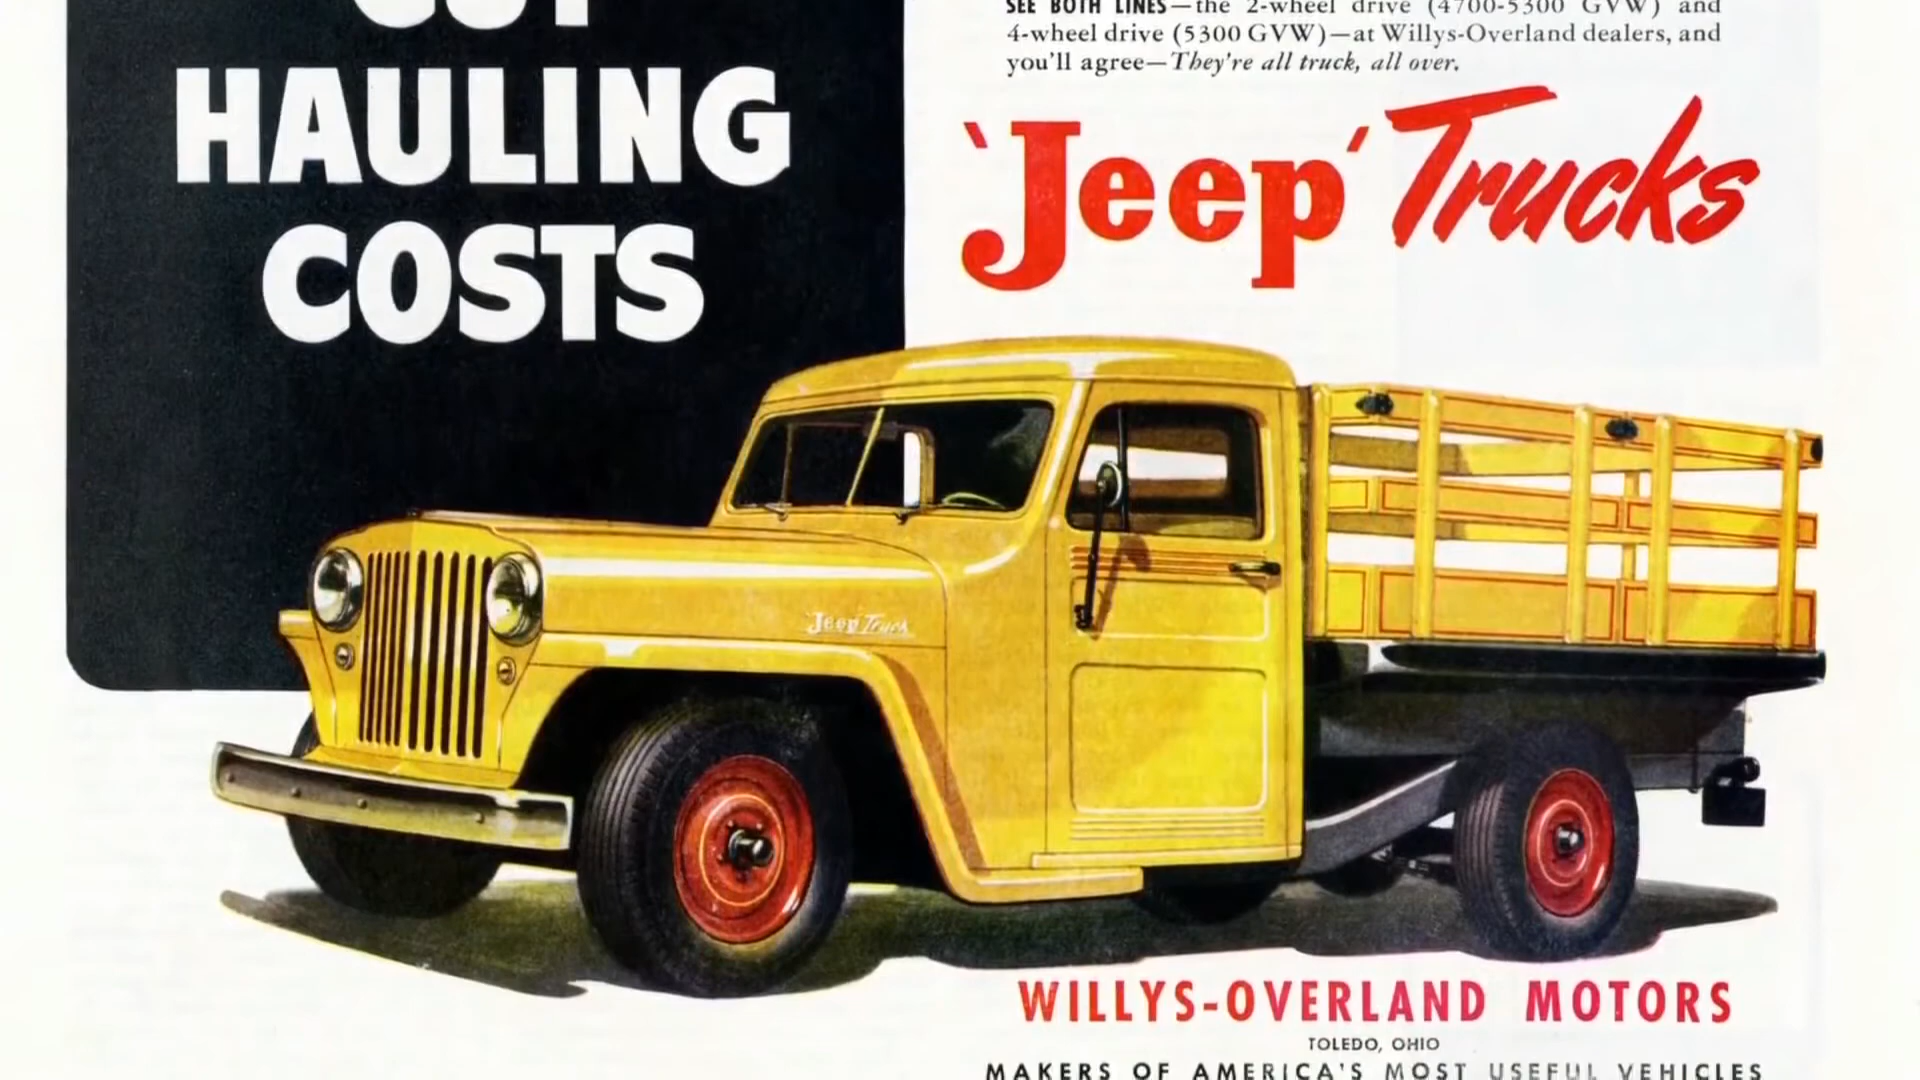 CUT
HAULING
COSTS
SEE BOTH LINES—the 2-wheel drive (4700-5300 GVW) and
4-wheel drive (5300 GVW)—at Willys-Overland dealers, and
you'll agree—They're all truck, all over.
'Jeep' Trucks
'Jeep' Truck
WILLYS-OVERLAND MOTORS
TOLEDO, OHIO
MAKERS OF AMERICA'S MOST USEFUL VEHICLES